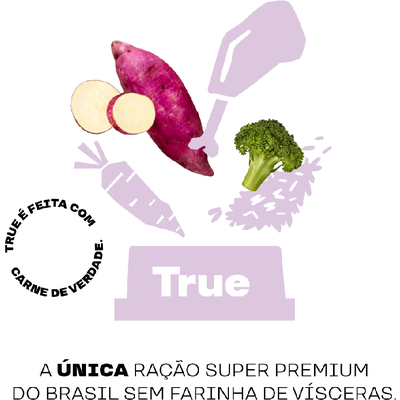 TRUE É FEITA COM
CARNE DE VERDADE.
True
A ÚNICA RAÇÃO SUPER PREMIUM
DO BRASIL SEM FARINHA DE VÍSCERAS.